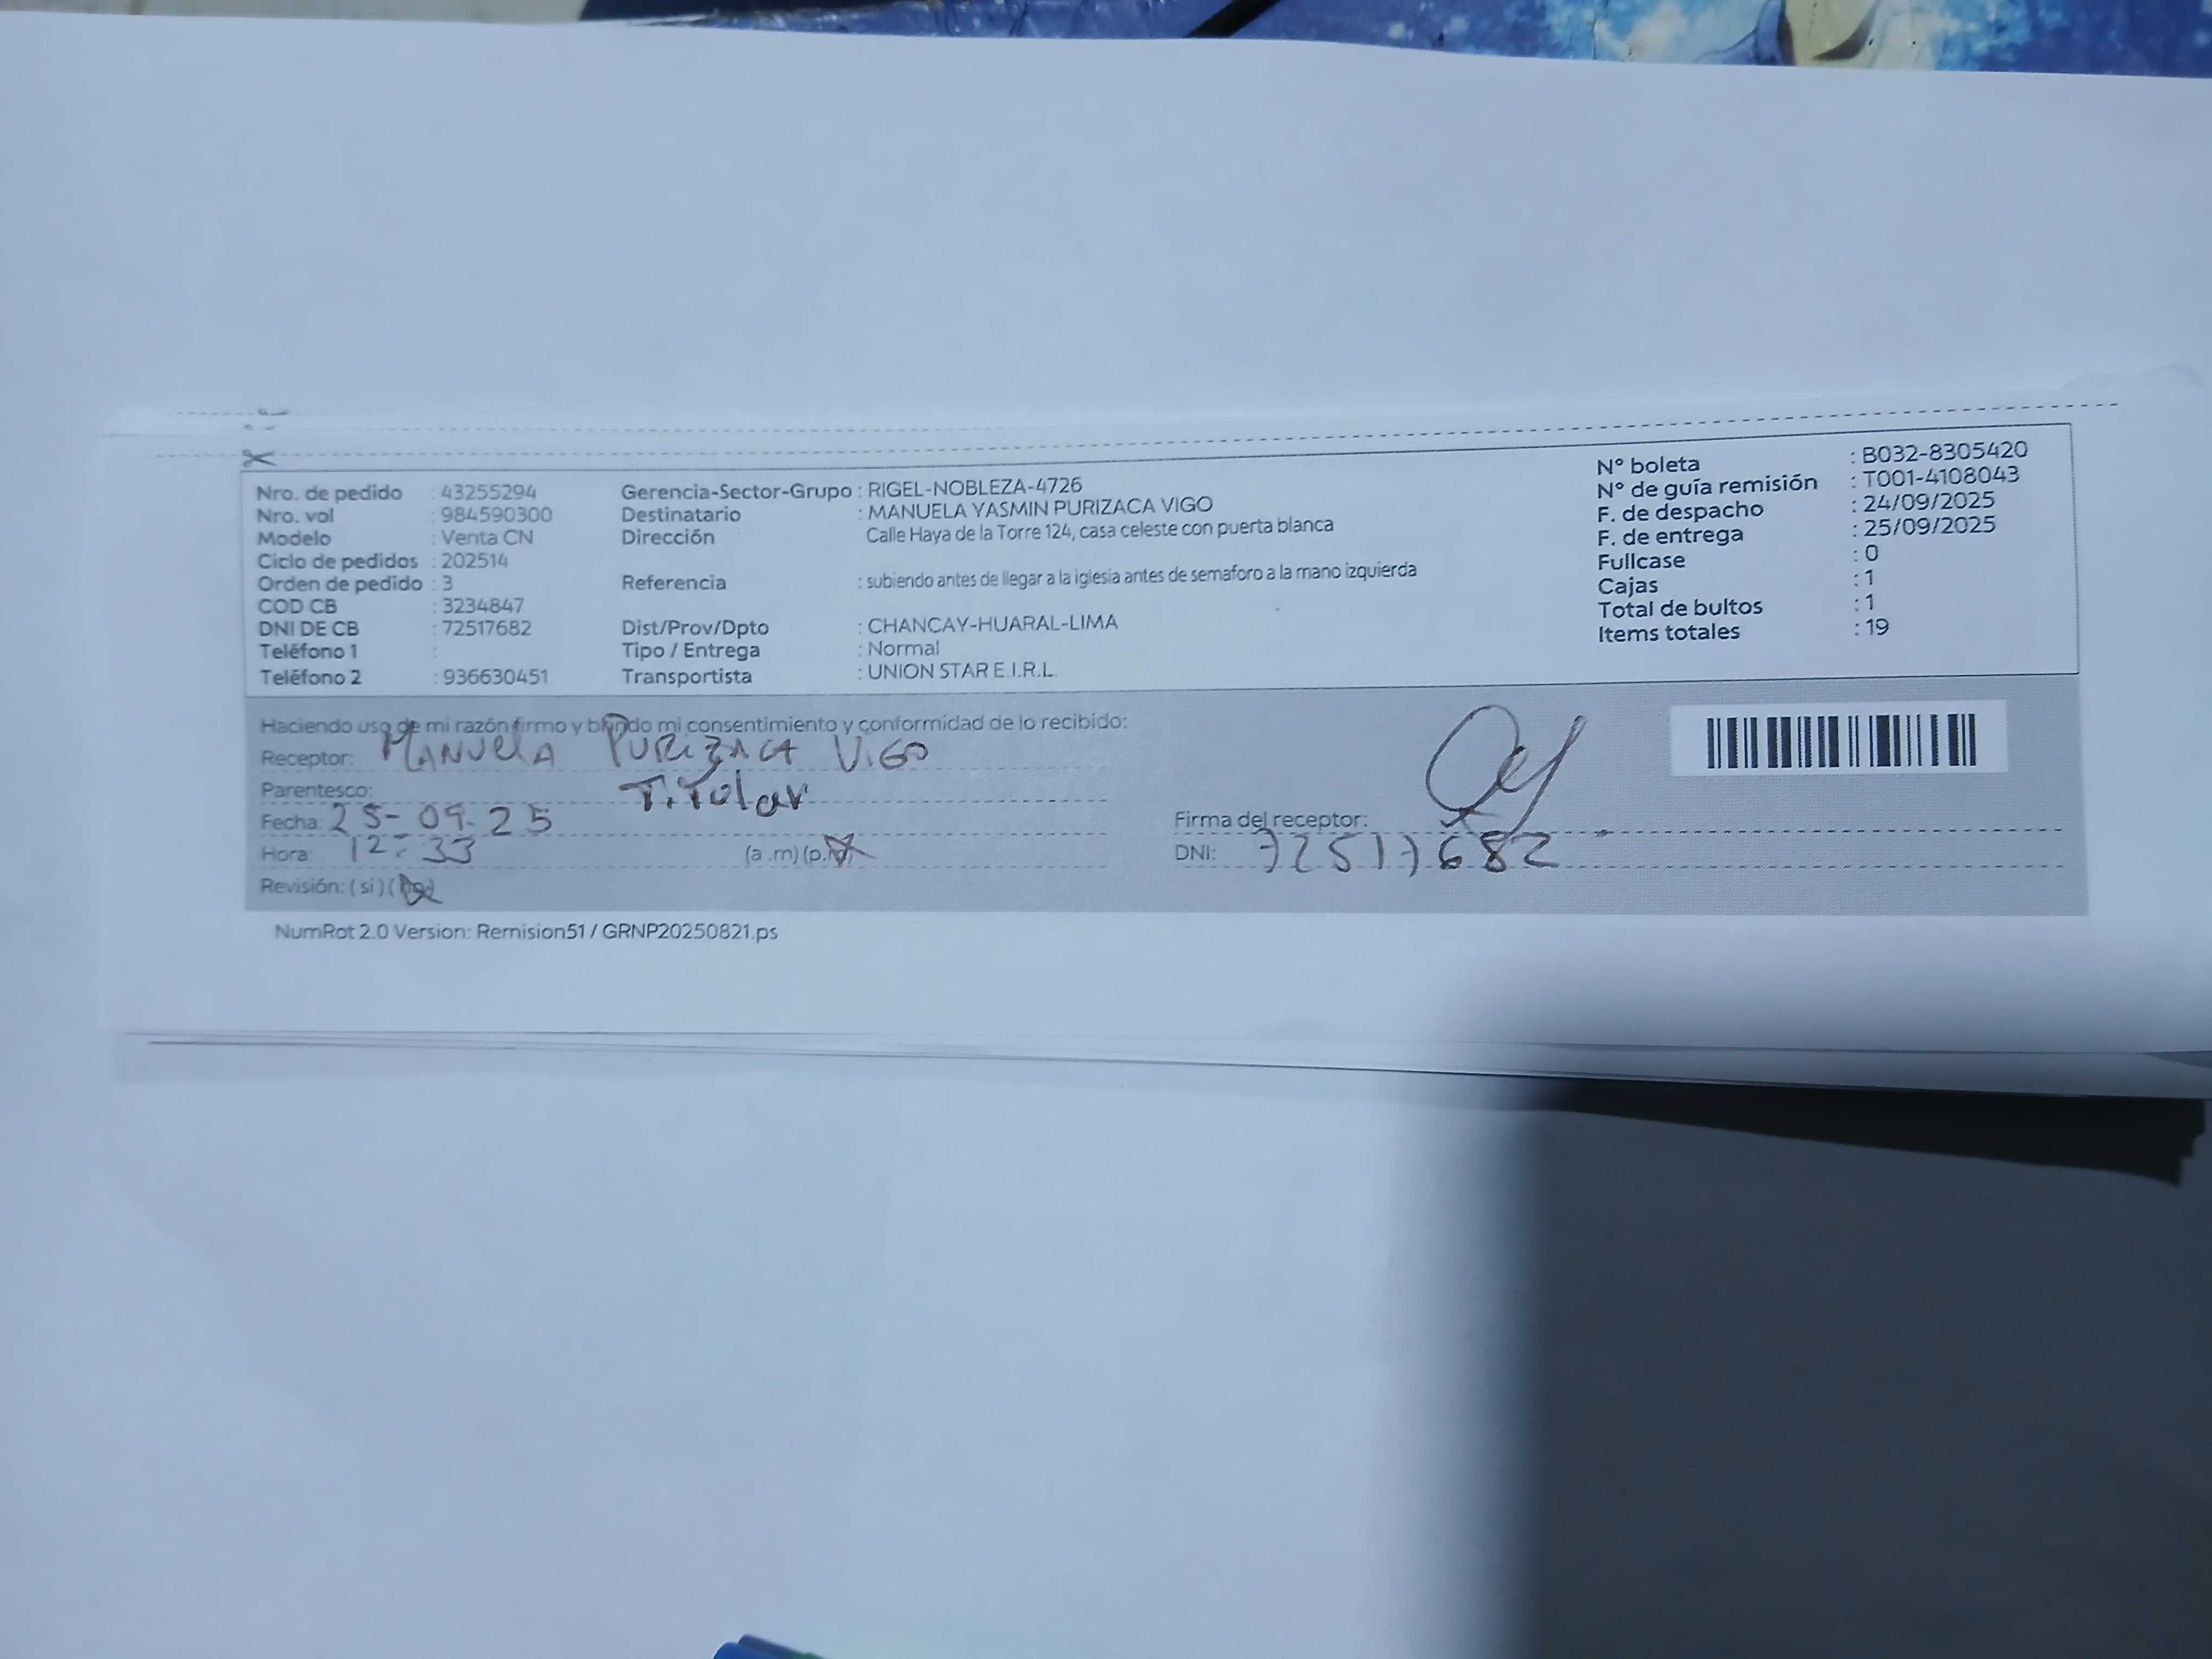 Nro. de pedido : 43255294
Nro. vol : 984590300
Modelo : Venta CN
Ciclo de pedidos : 202514
Orden de pedido : 3
COD CB : 3234847
DNI DE CB : 72517682
Teléfono 1 :
Teléfono 2 : 936630451
Gerencia-Sector-Grupo : RIGEL-NOBLEZA-4726
Destinatario : MANUELA YASMIN PURIZACA VIGO
Dirección Calle Haya de la Torre 124, casa celeste con puerta blanca
Referencia : subiendo antes de llegar a la iglesia antes de semaforo a la mano izquierda
Dist/Prov/Dpto : CHANCAY-HUARAL-LIMA
Tipo / Entrega : Normal
Transportista : UNION STAR E.I.R.L.
N° boleta : B032-8305420
N° de guía remisión : T001-4108043
F. de despacho : 24/09/2025
F. de entrega : 25/09/2025
Fullcase : 0
Cajas : 1
Total de bultos : 1
Items totales : 19
Haciendo uso de mi razón firmo y brindo mi consentimiento y conformidad de lo recibido:
Receptor: MANUELA PURIZACA VIGO
Parentesco: TiTular
Fecha: 25-09-25
Hora: 12:33 (a .m) (p.m)
Revisión: ( si ) ( no )
Firma del receptor:
DNI: 72517682
NumRot 2.0 Version: Remision51 / GRNP20250821.ps